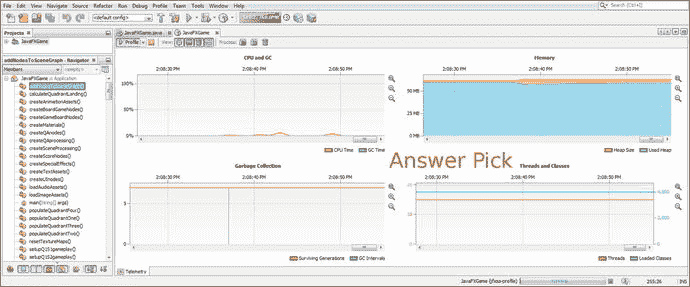 File Edit View Navigate Source Refactor Run Debug Profile Team Tools Window Help
Search (Ctrl+I)
<default config>
Projects
JavaFXGame.java
JavaFXGame
Profile
View:
Process:
addNodesToSceneGraph - Navigator
Members
<empty>
JavaFXGame :: Application
calculateQuadrantLanding()
createAnimationAssets()
createBoardGameNodes()
createGameBoardNodes()
createMaterials()
createQAnodes()
createQAprocessing()
createSceneProcessing()
createScoreNodes()
createSpecialEffects()
createTextAssets()
createUInodes()
loadAudioAssets()
loadImageAssets()
main(String[] args)
populateQuadrantFour()
populateQuadrantOne()
populateQuadrantThree()
populateQuadrantTwo()
resetTextureMaps()
setupQ1S1gameplay()
setupQ1S2gameplay()
CPU and GC
2:08:30 PM 2:08:40 PM 2:08:50 PM
100%
50%
0%
CPU Time GC Time
Memory
2:08:30 PM 2:08:40 PM 2:08:50 PM
50 MB
0 MB
Heap Size Used Heap
Answer Pick
Garbage Collection
2:08:30 PM 2:08:40 PM 2:08:50 PM
5
0
Surviving Generations GC Intervals
Threads and Classes
2:08:30 PM 2:08:40 PM 2:08:50 PM
20
0
4,000
2,000
Threads Loaded Classes
Telemetry
JavaFXGame (jfxsa-profile)
255:26
INS